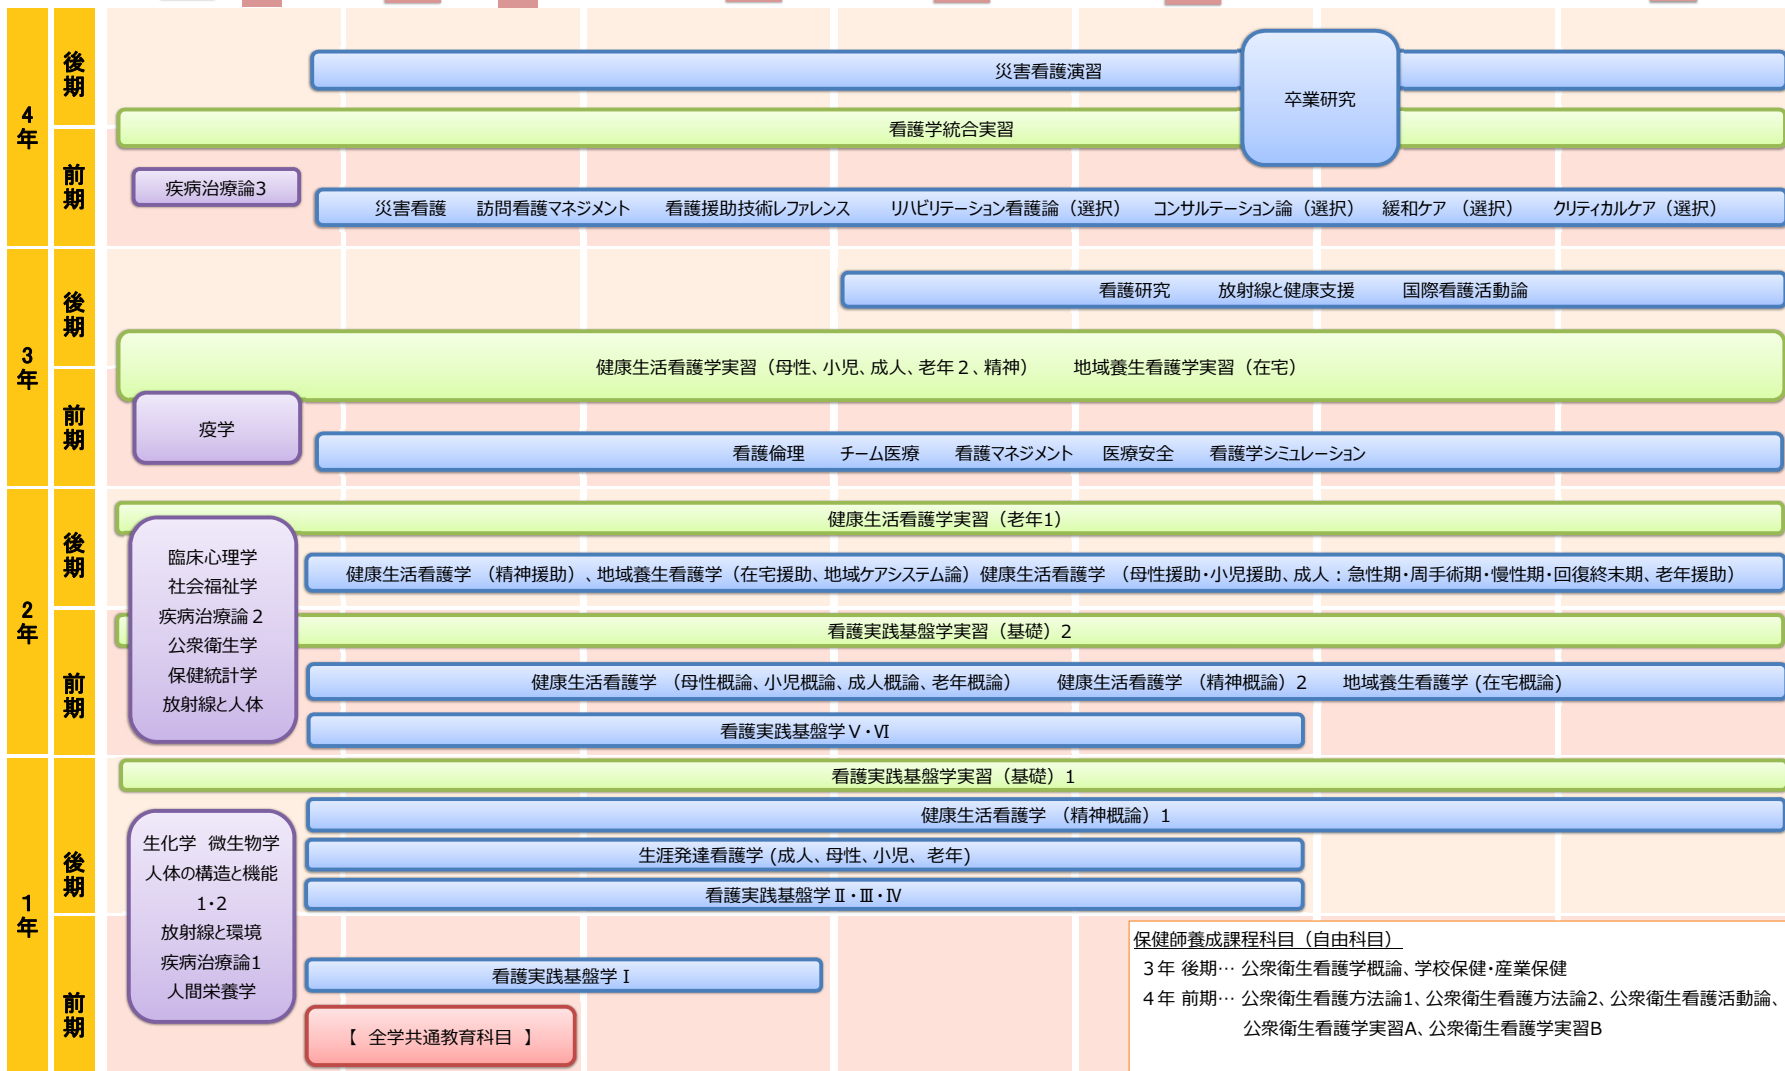 4年
後期
災害看護演習
卒業研究
看護学統合実習
前期
疾病治療論3
災害看護 訪問看護マネジメント 看護援助技術レファレンス リハビリテーション看護論（選択） コンサルテーション論（選択） 緩和ケア （選択） クリティカルケア（選択）
3年
後期
看護研究 放射線と健康支援 国際看護活動論
健康生活看護学実習（母性、小児、成人、老年２、精神） 地域養生看護学実習（在宅）
前期
疫学
看護倫理 チーム医療 看護マネジメント 医療安全 看護学シミュレーション
2年
後期
健康生活看護学実習（老年1）
臨床心理学
社会福祉学
疾病治療論２
公衆衛生学
保健統計学
放射線と人体
健康生活看護学 （精神援助）、地域養生看護学（在宅援助、地域ケアシステム論）健康生活看護学 （母性援助・小児援助、成人：急性期・周手術期・慢性期・回復終末期、老年援助）
看護実践基盤学実習（基礎）2
前期
健康生活看護学 （母性概論、小児概論、成人概論、老年概論） 健康生活看護学 （精神概論）2 地域養生看護学 (在宅概論)
看護実践基盤学Ⅴ・Ⅵ
1年
看護実践基盤学実習（基礎）1
後期
健康生活看護学 （精神概論）1
生化学 微生物学
人体の構造と機能
1・2
放射線と環境
疾病治療論1
人間栄養学
生涯発達看護学 (成人、母性、小児、老年)
看護実践基盤学Ⅱ・Ⅲ・Ⅳ
前期
看護実践基盤学Ⅰ
【 全学共通教育科目 】
保健師養成課程科目（自由科目）
３年 後期… 公衆衛生看護学概論、学校保健・産業保健
４年 前期… 公衆衛生看護方法論1、公衆衛生看護方法論2、公衆衛生看護活動論、
公衆衛生看護学実習A、公衆衛生看護学実習B